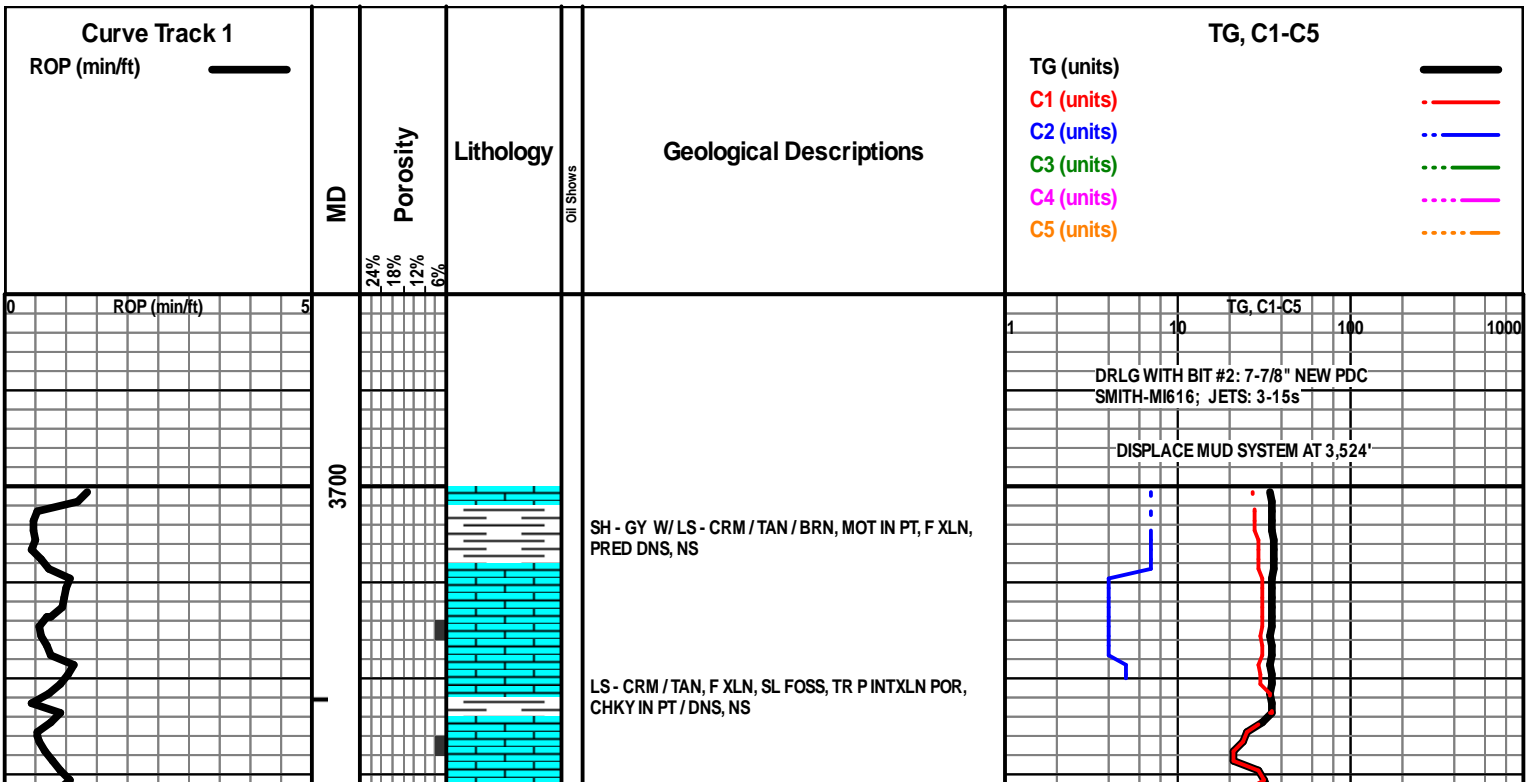 Curve Track 1
ROP (min/ft)
MD
Porosity
24%
18%
12%
6%
Lithology
Oil Shows
Geological Descriptions
TG, C1-C5
TG (units)
C1 (units)
C2 (units)
C3 (units)
C4 (units)
C5 (units)
0 ROP (min/ft) 5
TG, C1-C5
1 10 100 1000
DRLG WITH BIT #2: 7-7/8" NEW PDC
SMITH-MI616; JETS: 3-15s
DISPLACE MUD SYSTEM AT 3,524'
3700
SH - GY W/ LS - CRM / TAN / BRN, MOT IN PT, F XLN,
PRED DNS, NS
LS - CRM / TAN, F XLN, SL FOSS, TR P INTXLN POR,
CHKY IN PT / DNS, NS